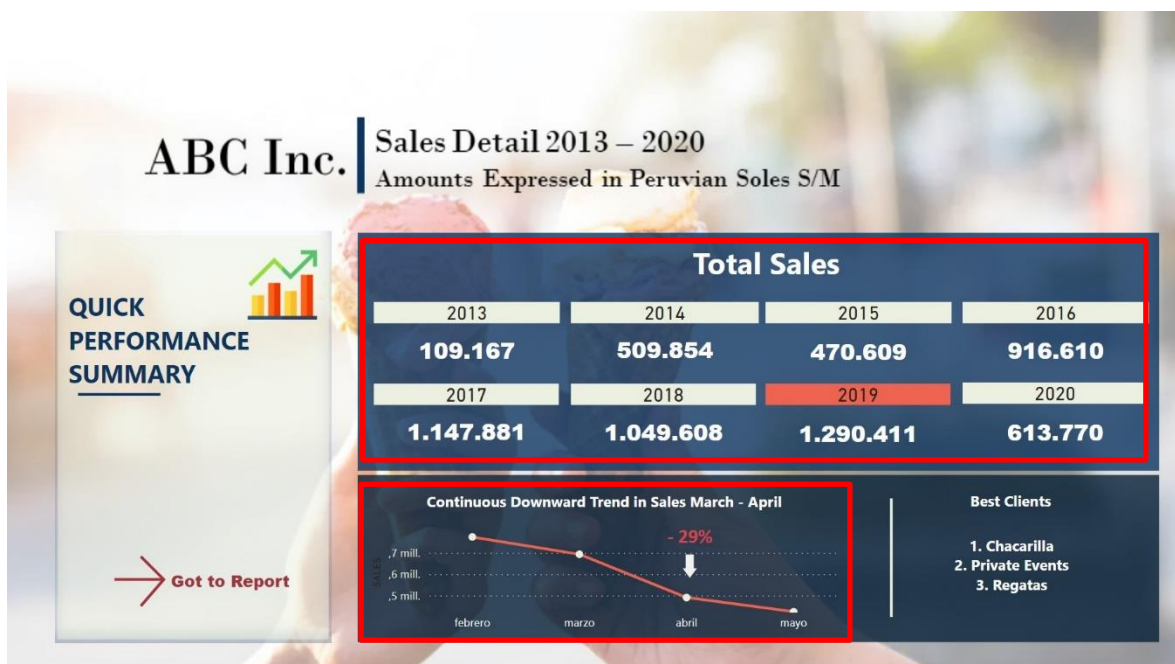 ABC Inc.
Sales Detail 2013 – 2020
Amounts Expressed in Peruvian Soles S/M
QUICK
PERFORMANCE
SUMMARY
Got to Report
Total Sales
2013 2014 2015 2016
109.167 509.854 470.609 916.610
2017 2018 2019 2020
1.147.881 1.049.608 1.290.411 613.770
Continuous Downward Trend in Sales March - April
- 29%
SALES
,7 mill.
,6 mill.
,5 mill.
febrero marzo abril mayo
Best Clients
1. Chacarilla
2. Private Events
3. Regatas